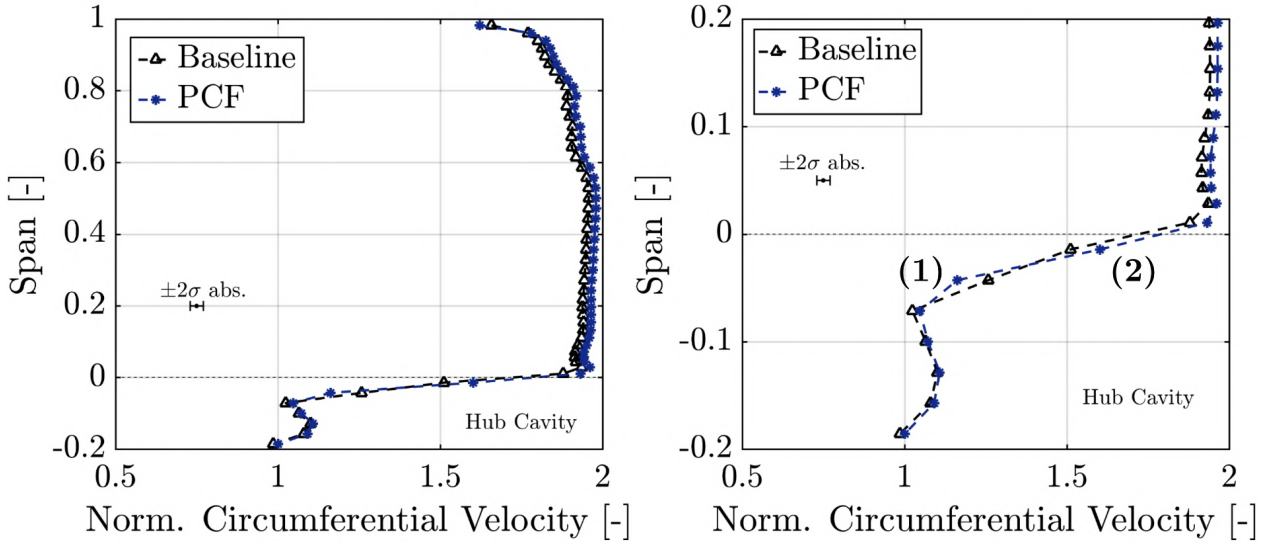 1
0.8
0.6
0.4
0.2
0
-0.2
Span [-]
Baseline
PCF
±2σ abs.
Hub Cavity
0.5 1 1.5 2
Norm. Circumferential Velocity [-]
0.2
0.1
0
-0.1
-0.2
Span [-]
Baseline
PCF
±2σ abs.
(1) (2)
Hub Cavity
0.5 1 1.5 2
Norm. Circumferential Velocity [-]